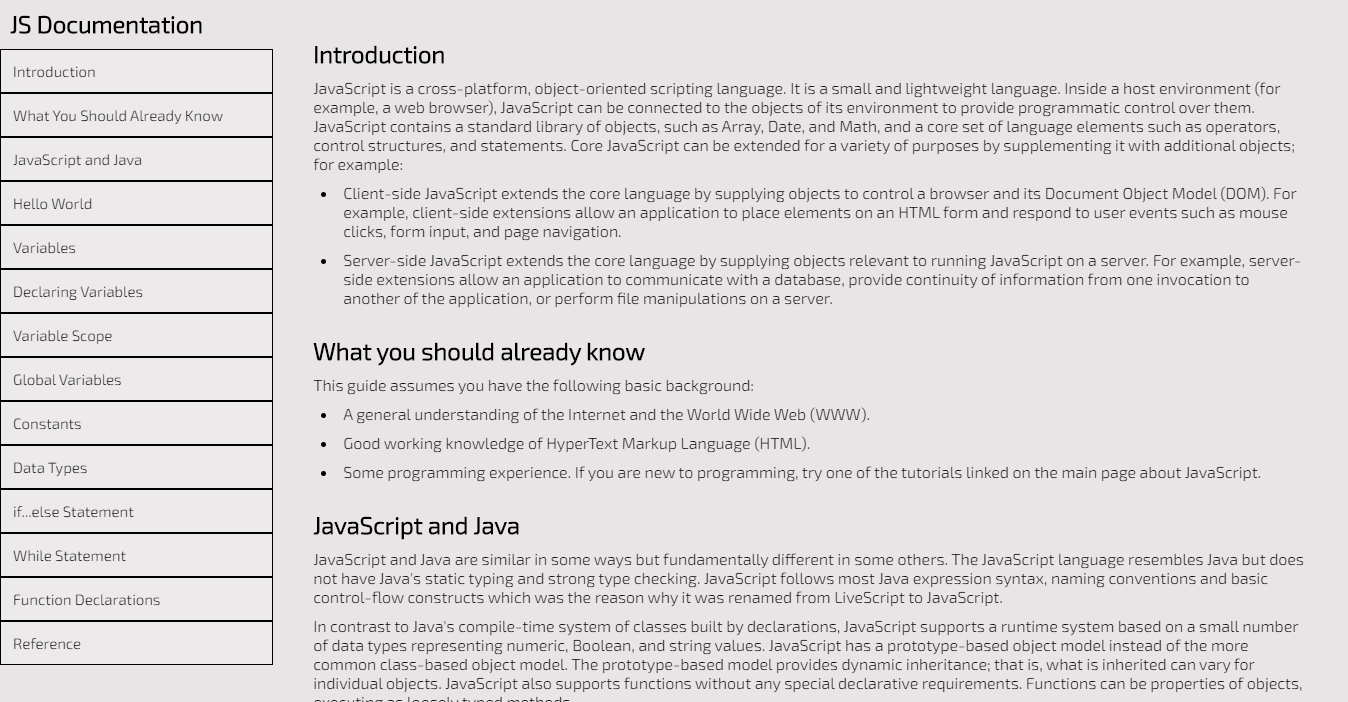 JS Documentation
Introduction
What You Should Already Know
JavaScript and Java
Hello World
Variables
Declaring Variables
Variable Scope
Global Variables
Constants
Data Types
if...else Statement
While Statement
Function Declarations
Reference
Introduction
JavaScript is a cross-platform, object-oriented scripting language. It is a small and lightweight language. Inside a host environment (for
example, a web browser), JavaScript can be connected to the objects of its environment to provide programmatic control over them.
JavaScript contains a standard library of objects, such as Array, Date, and Math, and a core set of language elements such as operators,
control structures, and statements. Core JavaScript can be extended for a variety of purposes by supplementing it with additional objects;
for example:
• Client-side JavaScript extends the core language by supplying objects to control a browser and its Document Object Model (DOM). For
example, client-side extensions allow an application to place elements on an HTML form and respond to user events such as mouse
clicks, form input, and page navigation.
• Server-side JavaScript extends the core language by supplying objects relevant to running JavaScript on a server. For example, server-
side extensions allow an application to communicate with a database, provide continuity of information from one invocation to
another of the application, or perform file manipulations on a server.
What you should already know
This guide assumes you have the following basic background:
• A general understanding of the Internet and the World Wide Web (WWW).
• Good working knowledge of HyperText Markup Language (HTML).
• Some programming experience. If you are new to programming, try one of the tutorials linked on the main page about JavaScript.
JavaScript and Java
JavaScript and Java are similar in some ways but fundamentally different in some others. The JavaScript language resembles Java but does
not have Java's static typing and strong type checking. JavaScript follows most Java expression syntax, naming conventions and basic
control-flow constructs which was the reason why it was renamed from LiveScript to JavaScript.
In contrast to Java's compile-time system of classes built by declarations, JavaScript supports a runtime system based on a small number
of data types representing numeric, Boolean, and string values. JavaScript has a prototype-based object model instead of the more
common class-based object model. The prototype-based model provides dynamic inheritance; that is, what is inherited can vary for
individual objects. JavaScript also supports functions without any special declarative requirements. Functions can be properties of objects,
executing as loosely typed methods.